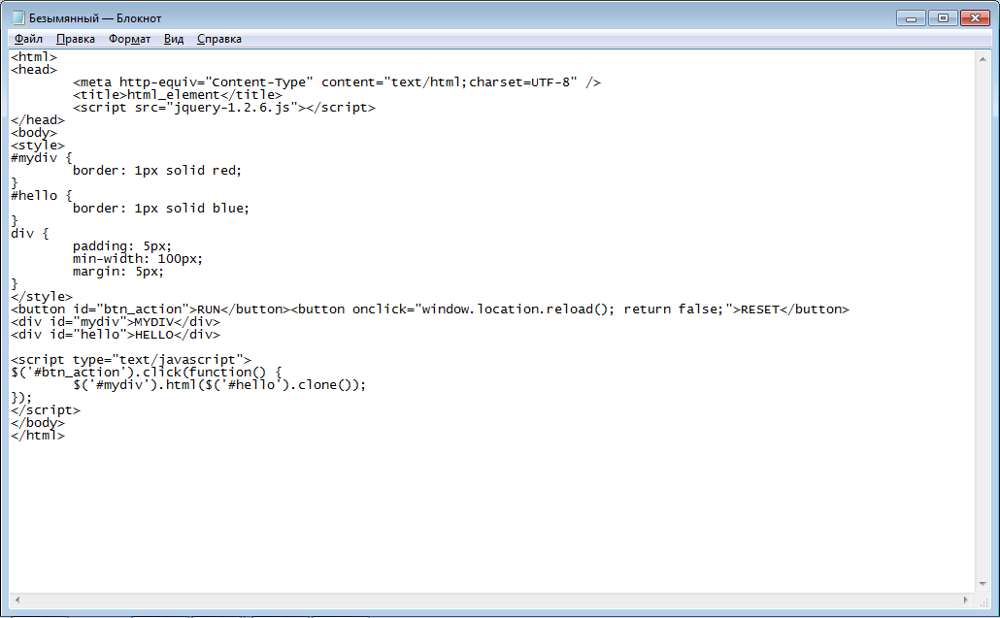 Безымянный — Блокнот
Файл Правка Формат Вид Справка
<html>
<head>
        <meta http-equiv="Content-Type" content="text/html;charset=UTF-8" />
        <title>html_element</title>
        <script src="jquery-1.2.6.js"></script>
</head>
<body>
<style>
#mydiv {
        border: 1px solid red;
}
#hello {
        border: 1px solid blue;
}
div {
        padding: 5px;
        min-width: 100px;
        margin: 5px;
}
</style>
<button id="btn_action">RUN</button><button onclick="window.location.reload(); return false;">RESET</button>
<div id="mydiv">MYDIV</div>
<div id="hello">HELLO</div>

<script type="text/javascript">
$('#btn_action').click(function() {
        $('#mydiv').html($('#hello').clone());
});
</script>
</body>
</html>